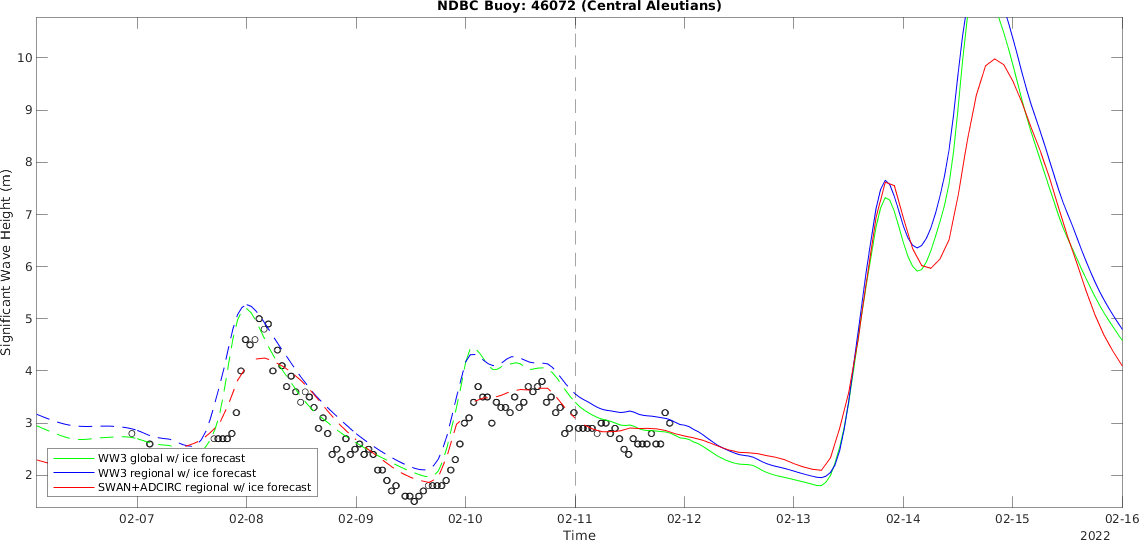 NDBC Buoy: 46072 (Central Aleutians)
10
9
8
7
6
5
4
3
2
Significant Wave Height (m)
WW3 global w/ ice forecast
WW3 regional w/ ice forecast
SWAN+ADCIRC regional w/ ice forecast
02-07 02-08 02-09 02-10 02-11 02-12 02-13 02-14 02-15 02-16
Time
2022